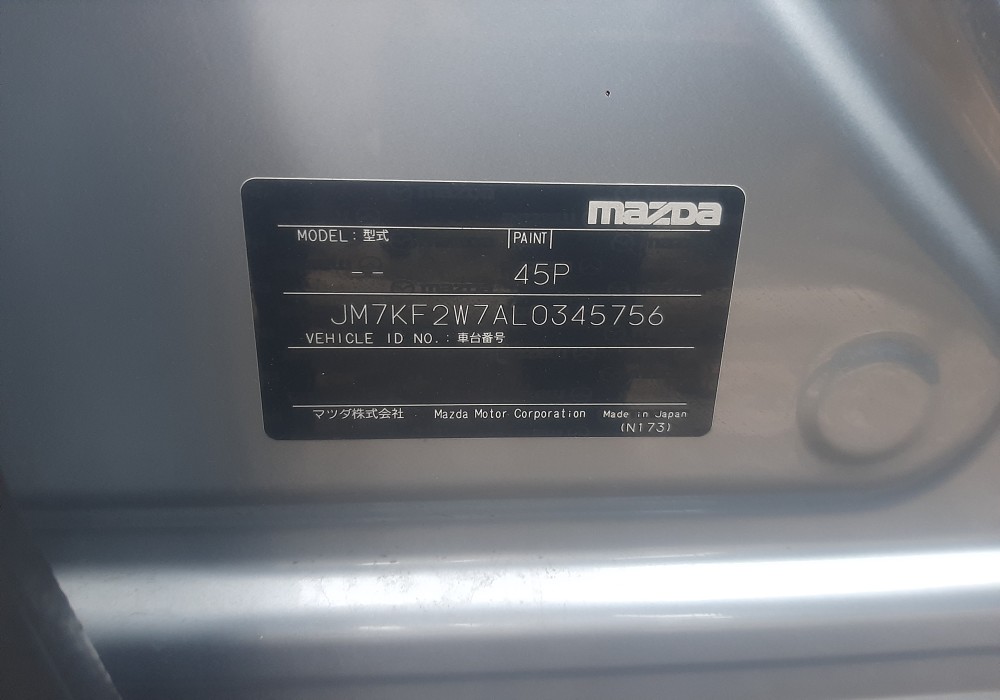 mazda
MODEL : 型式 PAINT
-- 45P
JM7KF2W7AL0345756
VEHICLE ID NO. : 車台番号
マツダ株式会社 Mazda Motor Corporation Made in Japan
(N173)